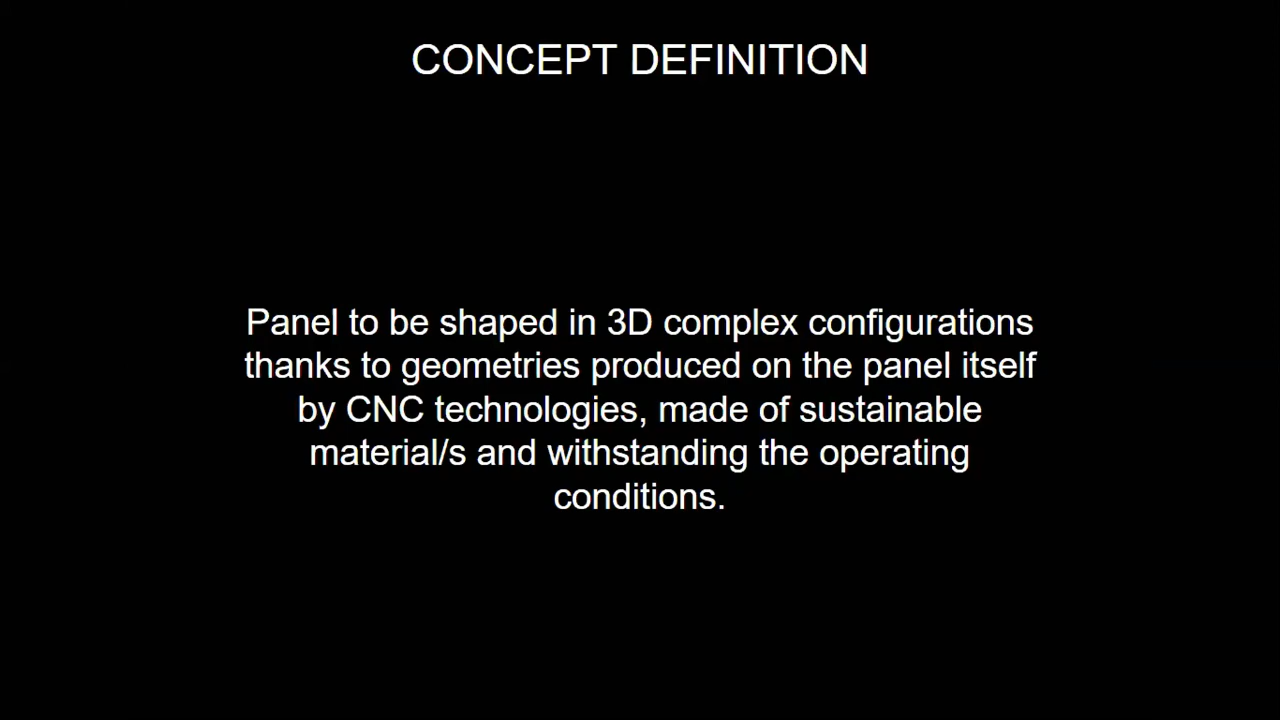 CONCEPT DEFINITION
Panel to be shaped in 3D complex configurations
thanks to geometries produced on the panel itself
by CNC technologies, made of sustainable
material/s and withstanding the operating
conditions.